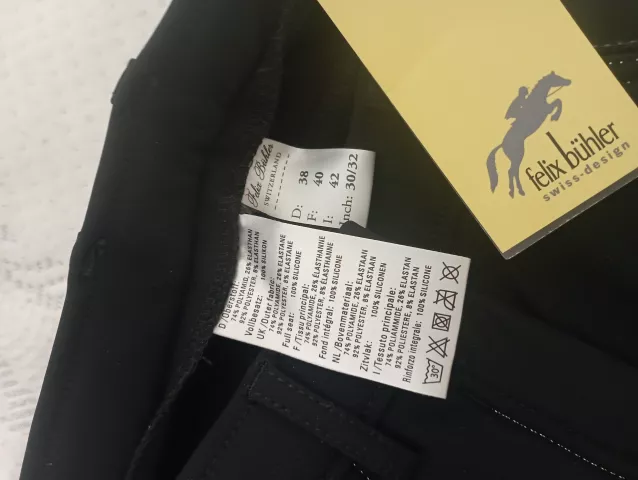 felix bühler
swiss-design
Felix Bühler
SWITZERLAND
D: 38
F: 40
I: 42
Inch: 30/32
D/Oberstoff:
74% POLYAMID, 26% ELASTHAN
92% POLYESTER, 8% ELASTHAN
Vollbesatz: 100% SILIKON
UK/Outer fabric:
74% POLYAMIDE, 26% ELASTANE
92% POLYESTER, 8% ELASTANE
Full seat: 100% SILICONE
F/Tissu principal:
74% POLYAMIDE, 26% ÉLASTHANNE
92% POLYESTER, 8% ÉLASTHANNE
Fond intégral: 100% SILICONE
NL/Bovenmateriaal:
74% POLYAMIDE, 26% ELASTAAN
92% POLYESTER, 8% ELASTAAN
Zitvlak: 100% SILICONEN
I/Tessuto principale:
74% POLIAMIDE, 26% ELASTAN
92% POLIESTERE, 8% ELASTAN
Rinforzo integrale: 100% SILICONE
30°